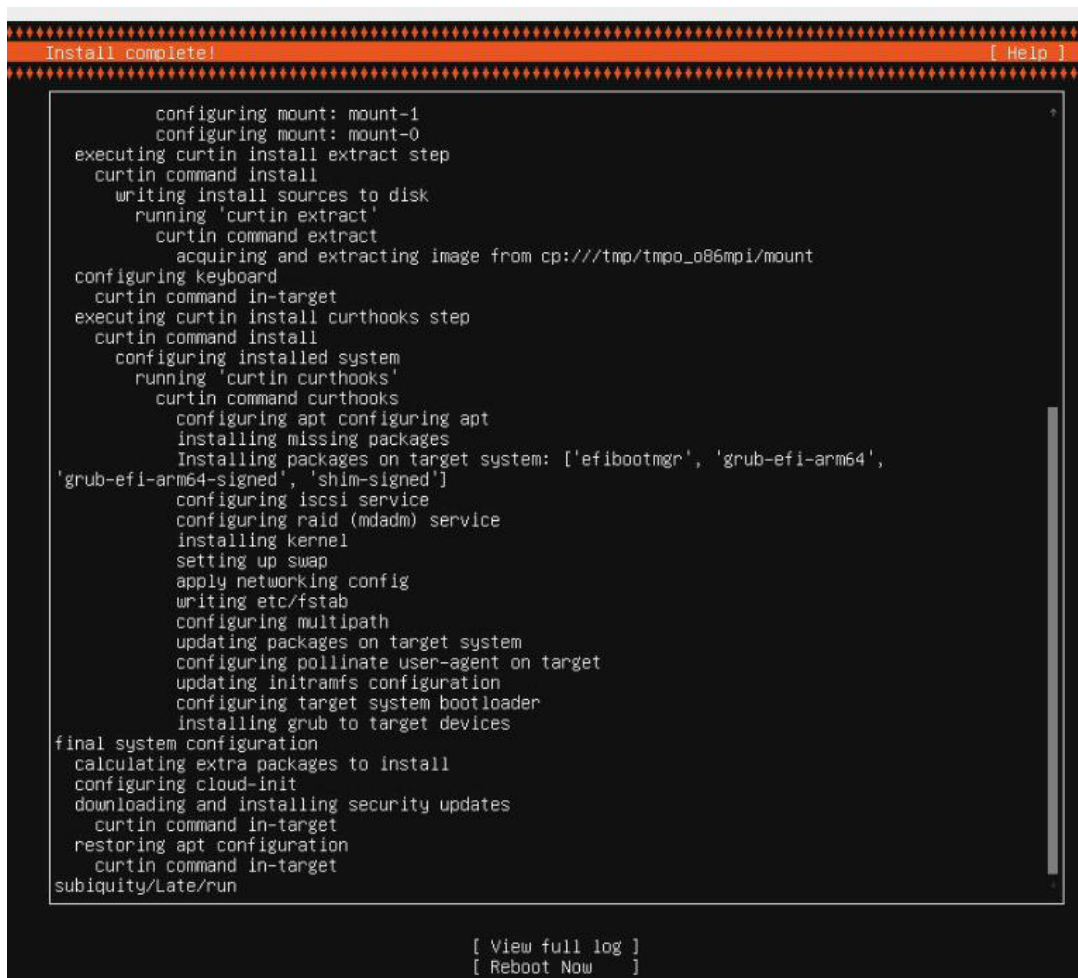 Install complete! [ Help ]
configuring mount: mount-1
configuring mount: mount-0
executing curtin install extract step
curtin command install
writing install sources to disk
running 'curtin extract'
curtin command extract
acquiring and extracting image from cp:///tmp/tmpo_o86mpi/mount
configuring keyboard
curtin command in-target
executing curtin install curthooks step
curtin command install
configuring installed system
running 'curtin curthooks'
curtin command curthooks
configuring apt configuring apt
installing missing packages
Installing packages on target system: ['efibootmgr', 'grub-efi-arm64',
'grub-efi-arm64-signed', 'shim-signed']
configuring iscsi service
configuring raid (mdadm) service
installing kernel
setting up swap
apply networking config
writing etc/fstab
configuring multipath
updating packages on target system
configuring pollinate user-agent on target
updating initramfs configuration
configuring target system bootloader
installing grub to target devices
final system configuration
calculating extra packages to install
configuring cloud-init
downloading and installing security updates
curtin command in-target
restoring apt configuration
curtin command in-target
subiquity/Late/run
[ View full log ]
[ Reboot Now ]